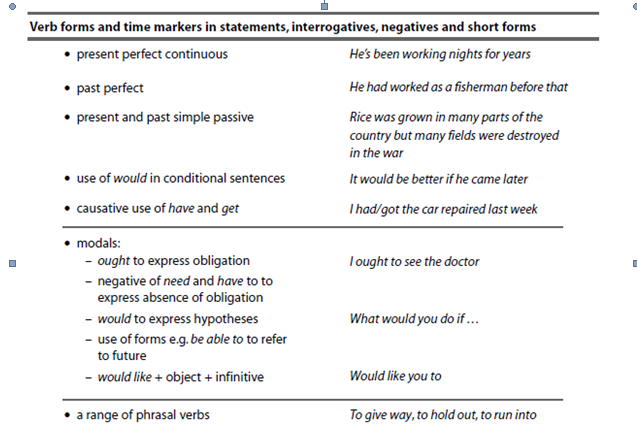 Verb forms and time markers in statements, interrogatives, negatives and short forms
• present perfect continuous He's been working nights for years
• past perfect He had worked as a fisherman before that
• present and past simple passive Rice was grown in many parts of the
country but many fields were destroyed
in the war
• use of would in conditional sentences It would be better if he came later
• causative use of have and get I had/got the car repaired last week
• modals:
– ought to express obligation I ought to see the doctor
– negative of need and have to to
express absence of obligation
– would to express hypotheses What would you do if …
– use of forms e.g. be able to to refer
to future
– would like + object + infinitive Would like you to
• a range of phrasal verbs To give way, to hold out, to run into